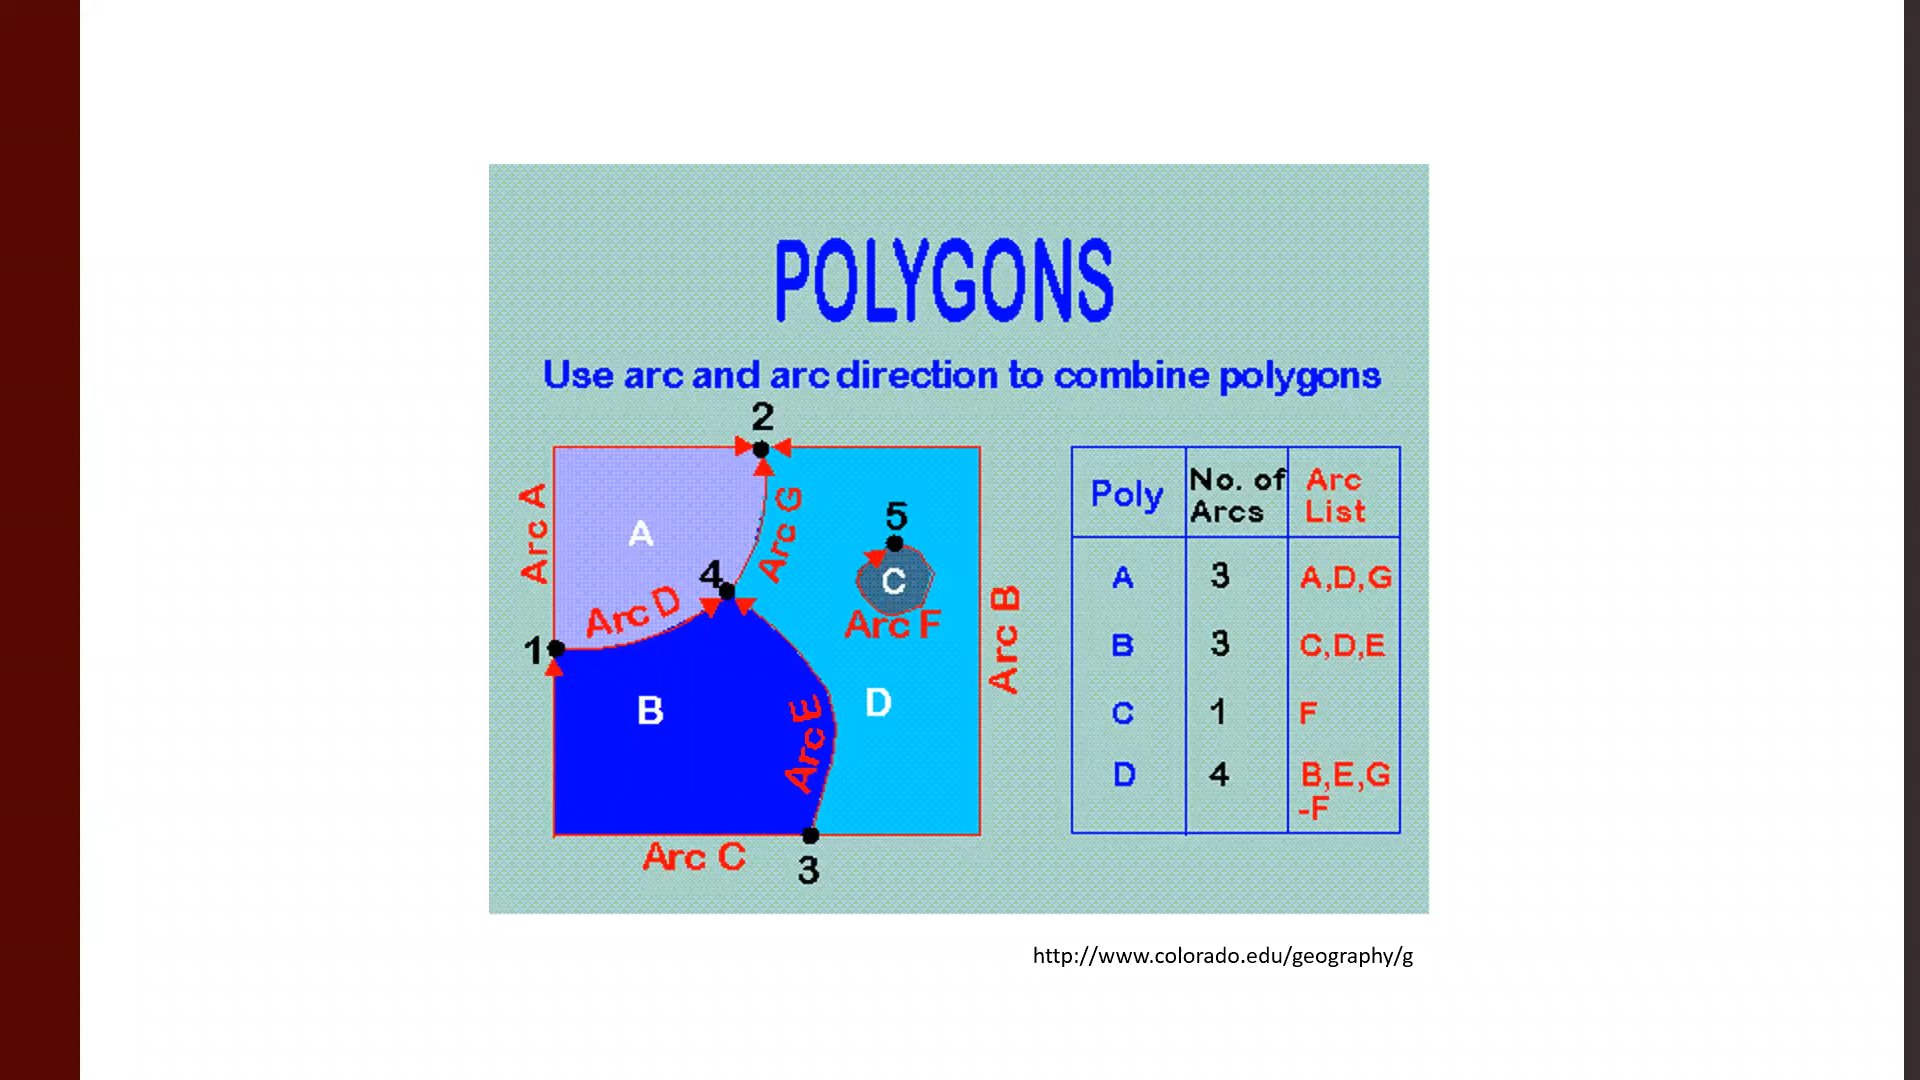 POLYGONS
Use arc and arc direction to combine polygons
2
Arc A
A
Arc G
5
C
Arc F
4
Arc D
1
Arc B
B
Arc E
D
Arc C
3
Poly No. of Arcs Arc List
A 3 A,D,G
B 3 C,D,E
C 1 F
D 4 B,E,G
-F
http://www.colorado.edu/geography/g